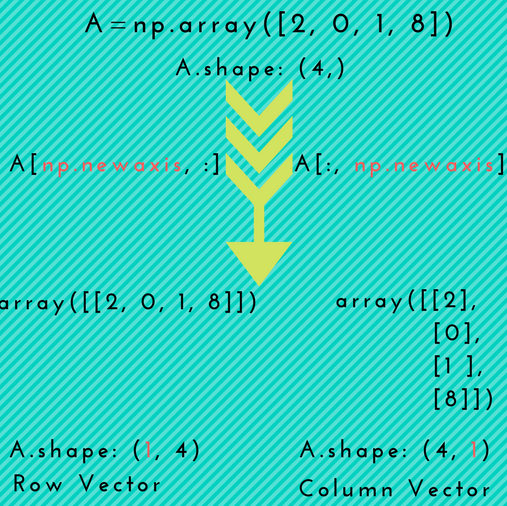 A=np.array([2, 0, 1, 8])
A.shape: (4,)
A[np.newaxis, :]
A[:, np.newaxis]
array([[2, 0, 1, 8]])
array([[2],
[0],
[1 ],
[8]])
A.shape: (1, 4)
Row Vector
A.shape: (4, 1)
Column Vector